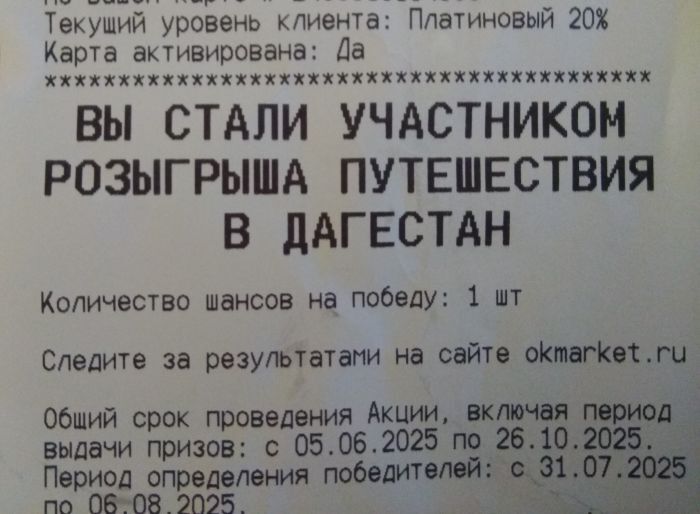 Текущий уровень клиента: Платиновый 20%
Карта активирована: Да
*****************************************
ВЫ СТАЛИ УЧАСТНИКОМ
РОЗЫГРЫША ПУТЕШЕСТВИЯ
В ДАГЕСТАН
Количество шансов на победу: 1 шт
Следите за результатами на сайте okmarket.ru
Общий срок проведения Акции, включая период
выдачи призов: с 05.06.2025 по 26.10.2025.
Период определения победителей: с 31.07.2025
по 06.08.2025.